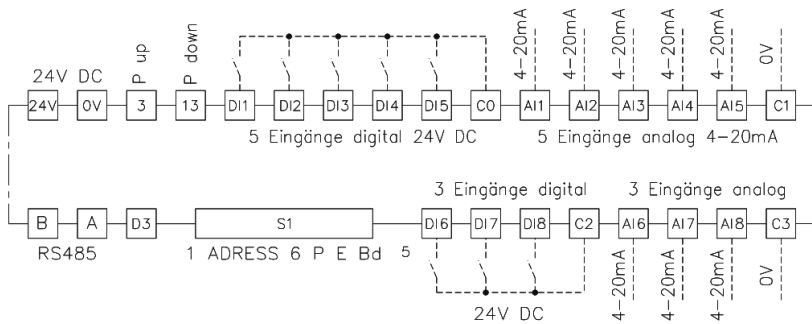 4-20mA 4-20mA 4-20mA 4-20mA 4-20mA 0V
24V DC P up P down
24V 0V 3 13 DI1 DI2 DI3 DI4 DI5 C0 AI1 AI2 AI3 AI4 AI5 C1
5 Eingänge digital 24V DC 5 Eingänge analog 4-20mA
3 Eingänge digital 3 Eingänge analog
B A D3 S1 DI6 DI7 DI8 C2 AI6 AI7 AI8 C3
RS485 1 ADRESS 6 P E Bd 5
24V DC 4-20mA 4-20mA 4-20mA 0V